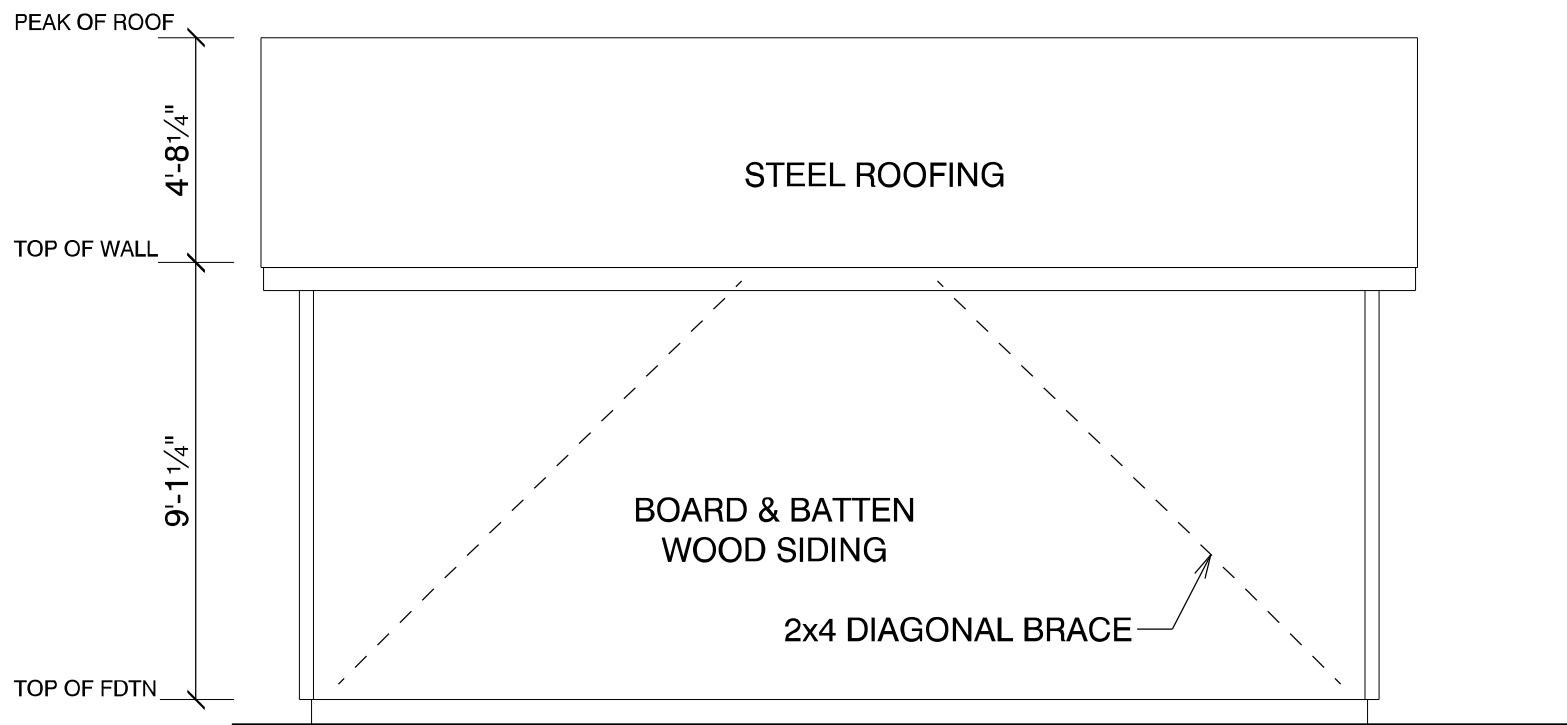 PEAK OF ROOF
4'-8¼"
STEEL ROOFING
TOP OF WALL
9'-1¼"
BOARD & BATTEN
WOOD SIDING
2x4 DIAGONAL BRACE
TOP OF FDTN